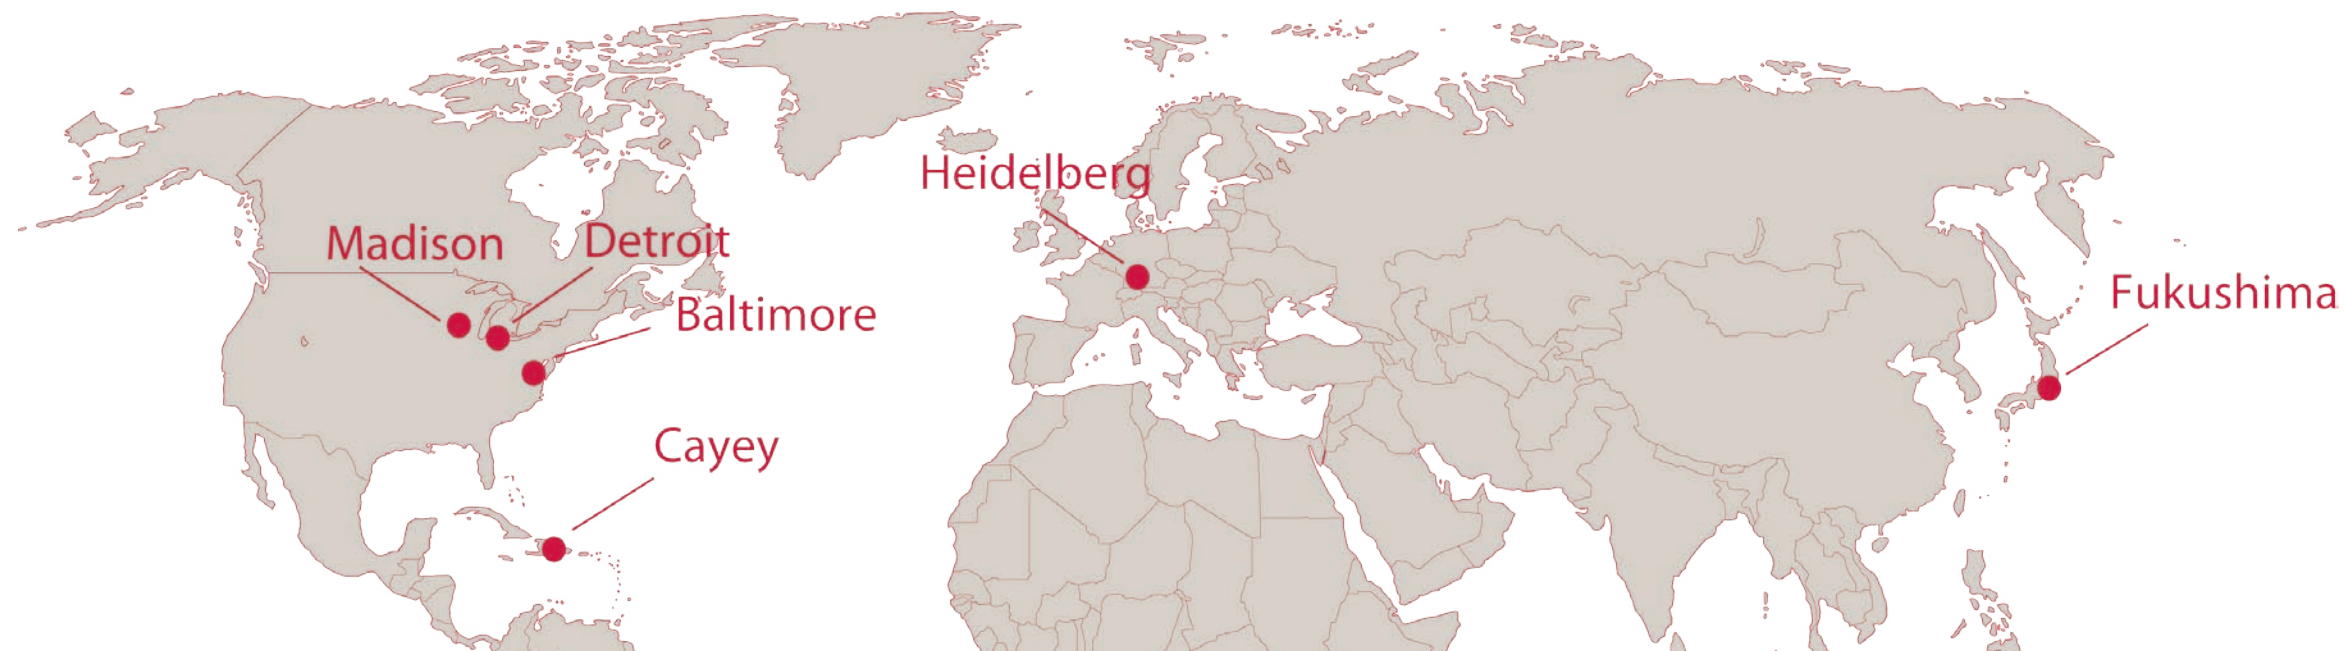 Heidelberg
Madison
Detroit
Fukushima
Baltimore
Cayey